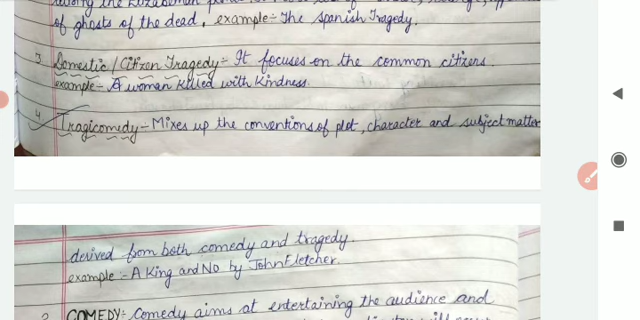 of ghosts of the dead, example:- The Spanish Tragedy.
3. Domestic/Citizen Tragedy:- It focuses on the common citizens.
example:- A woman killed with kindness.
4. Tragicomedy:- Mixes up the conventions of plot, character and subject matter
derived from both comedy and tragedy.
example:- A King and No by John Fletcher.
COMEDY:- Comedy aims at entertaining the audience and